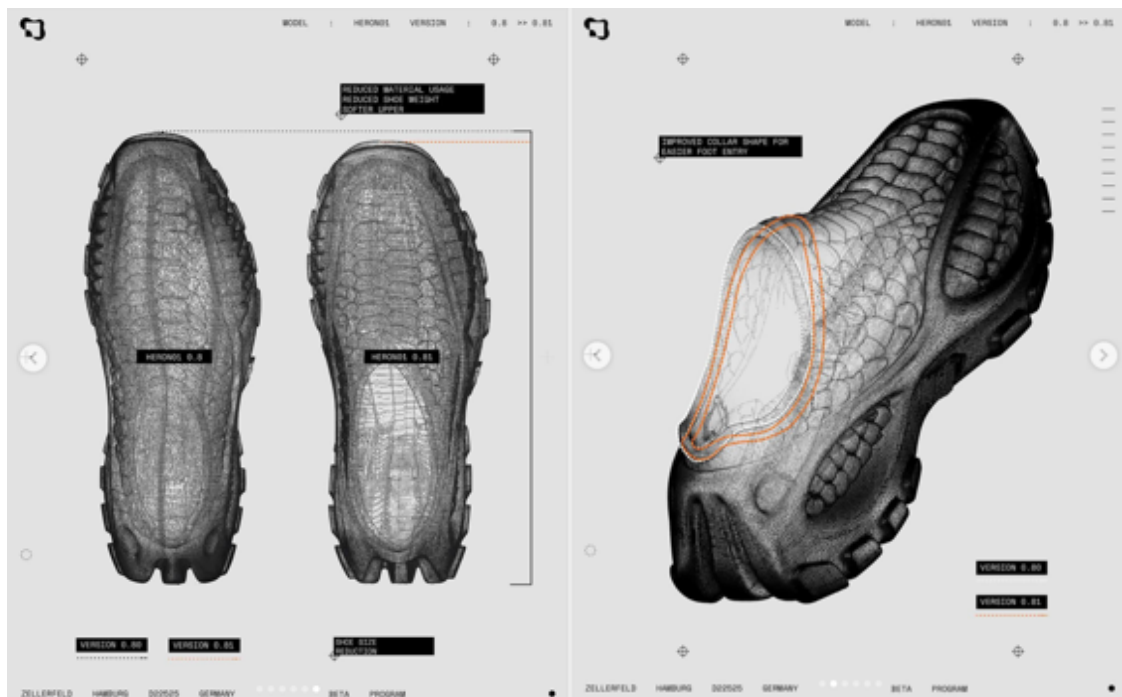 MODEL : HERON01 VERSION : 0.8 >> 0.81
REDUCED MATERIAL USAGE
REDUCED SHOE WEIGHT
SOFTER UPPER
HERON01 0.8
HERON01 0.81
VERSION 0.80
VERSION 0.81
SHOE SIZE
REDUCTION
ZELLERFELD HAMBURG D22525 GERMANY BETA PROGRAM
MODEL : HERON01 VERSION : 0.8 >> 0.81
IMPROVED COLLAR SHAPE FOR
EASIER FOOT ENTRY
VERSION 0.80
VERSION 0.81
ZELLERFELD HAMBURG D22525 GERMANY BETA PROGRAM